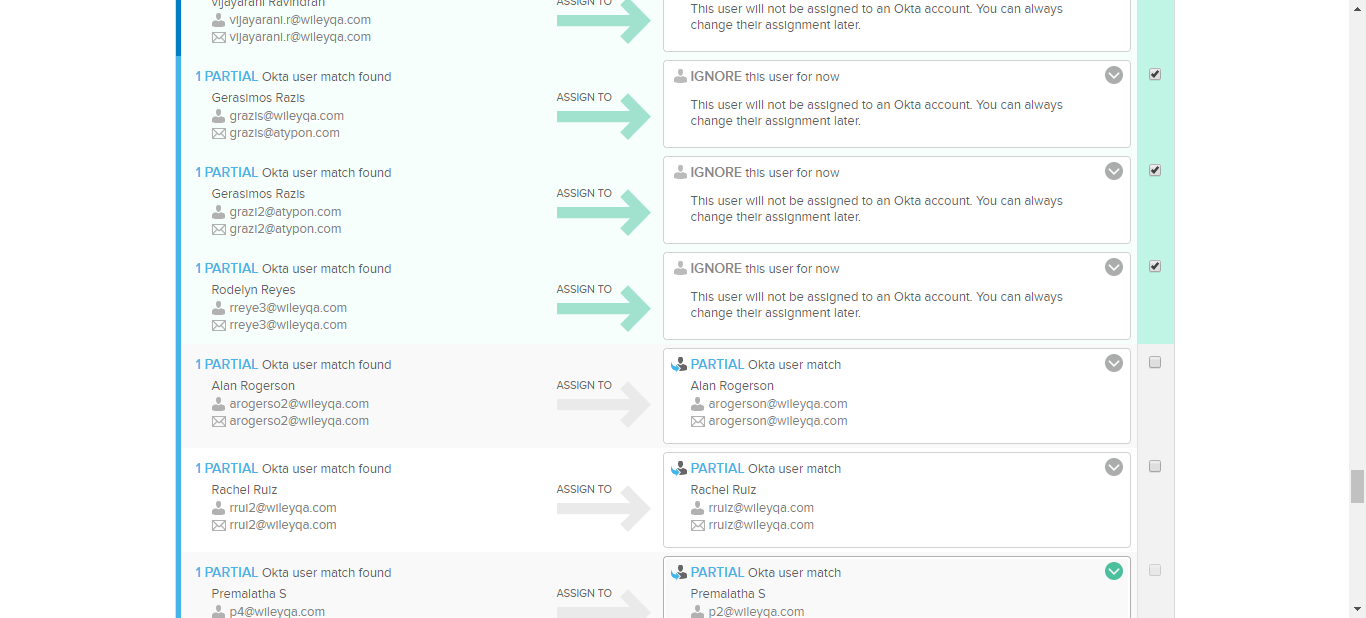 Vijayarani Ravindran
vijayarani.r@wileyqa.com
vijayarani.r@wileyqa.com
ASSIGN TO
This user will not be assigned to an Okta account. You can always
change their assignment later.
1 PARTIAL Okta user match found
Gerasimos Razis
grazis@wileyqa.com
grazis@atypon.com
ASSIGN TO
IGNORE this user for now
This user will not be assigned to an Okta account. You can always
change their assignment later.
1 PARTIAL Okta user match found
Gerasimos Razis
grazi2@atypon.com
grazi2@atypon.com
ASSIGN TO
IGNORE this user for now
This user will not be assigned to an Okta account. You can always
change their assignment later.
1 PARTIAL Okta user match found
Rodelyn Reyes
rreye3@wileyqa.com
rreye3@wileyqa.com
ASSIGN TO
IGNORE this user for now
This user will not be assigned to an Okta account. You can always
change their assignment later.
1 PARTIAL Okta user match found
Alan Rogerson
arogerso2@wileyqa.com
arogerso2@wileyqa.com
ASSIGN TO
PARTIAL Okta user match
Alan Rogerson
arogerson@wileyqa.com
arogerson@wileyqa.com
1 PARTIAL Okta user match found
Rachel Ruiz
rrui2@wileyqa.com
rrui2@wileyqa.com
ASSIGN TO
PARTIAL Okta user match
Rachel Ruiz
rruiz@wileyqa.com
rruiz@wileyqa.com
1 PARTIAL Okta user match found
Premalatha S
p4@wileyqa.com
ASSIGN TO
PARTIAL Okta user match
Premalatha S
p2@wileyqa.com